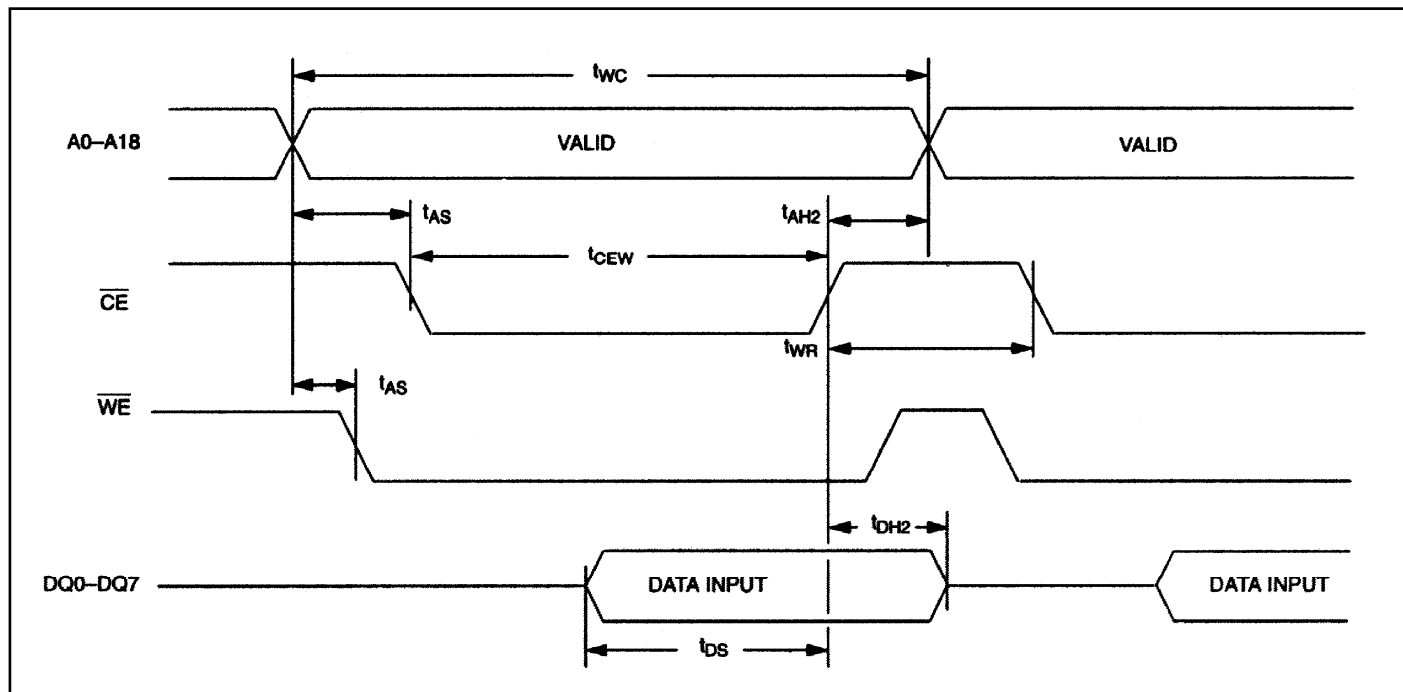 tWC
A0–A18
VALID
VALID
tAS
tAH2
tCEW
CE
tWR
tAS
WE
tDH2
DQ0–DQ7
DATA INPUT
DATA INPUT
tDS